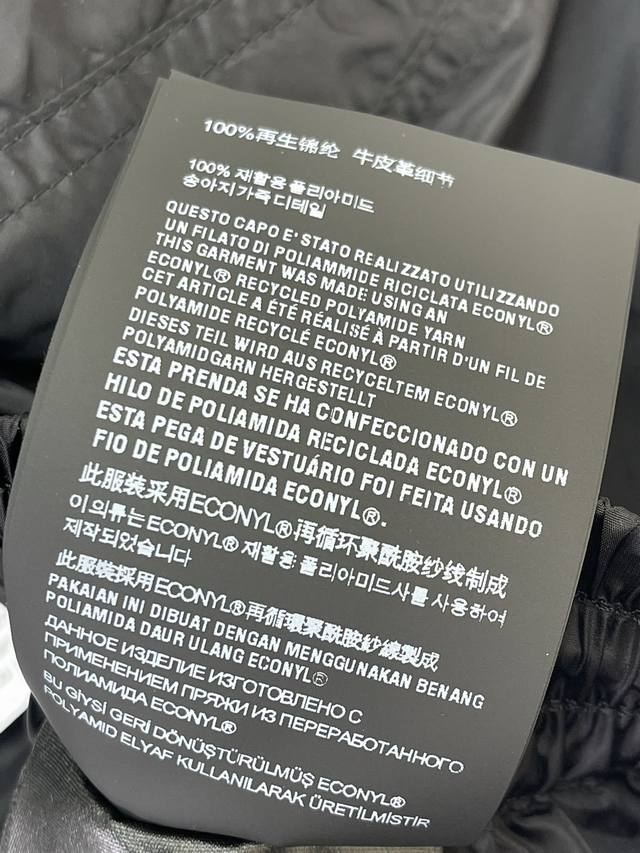 100%再生锦纶 牛皮革细节
100% 재활용 폴리아미드
송아지가죽 디테일
QUESTO CAPO E' STATO REALIZZATO UTILIZZANDO
UN FILATO DI POLIAMMIDE RICICLATA ECONYL®
THIS GARMENT WAS MADE USING AN
ECONYL® RECYCLED POLYAMIDE YARN
CET ARTICLE A ÉTÉ RÉALISÉ À PARTIR D'UN FIL DE
POLYAMIDE RECYCLÉ ECONYL®
DIESES TEIL WIRD AUS RECYCELTEM ECONYL®
POLYAMIDGARN HERGESTELLT
ESTA PRENDA SE HA CONFECCIONADO CON UN
HILO DE POLIAMIDA RECICLADA ECONYL®
ESTA PEGA DE VESTUÁRIO FOI FEITA USANDO
FIO DE POLIAMIDA ECONYL®.
此服装采用ECONYL®再循环聚酰胺纱线制成
이 의류는 ECONYL® 재활용 폴리아미드사를 사용하여
제작되었습니다
此服裝採用ECONYL®再循環聚酰胺紗線製成
PAKAIAN INI DIBUAT DENGAN MENGGUNAKAN BENANG
POLIAMIDA DAUR ULANG ECONYL®
ДАННОЕ ИЗДЕЛИЕ ИЗГОТОВЛЕНО С
ПРИМЕНЕНИЕМ ПРЯЖИ ИЗ ПЕРЕРАБОТАННОГО
ПОЛИАМИДА ECONYL®
BU GİYSİ GERİ DÖNÜŞTÜRÜLMÜŞ ECONYL®
POLYAMID ELYAF KULLANILARAK ÜRETİLMİSTİR